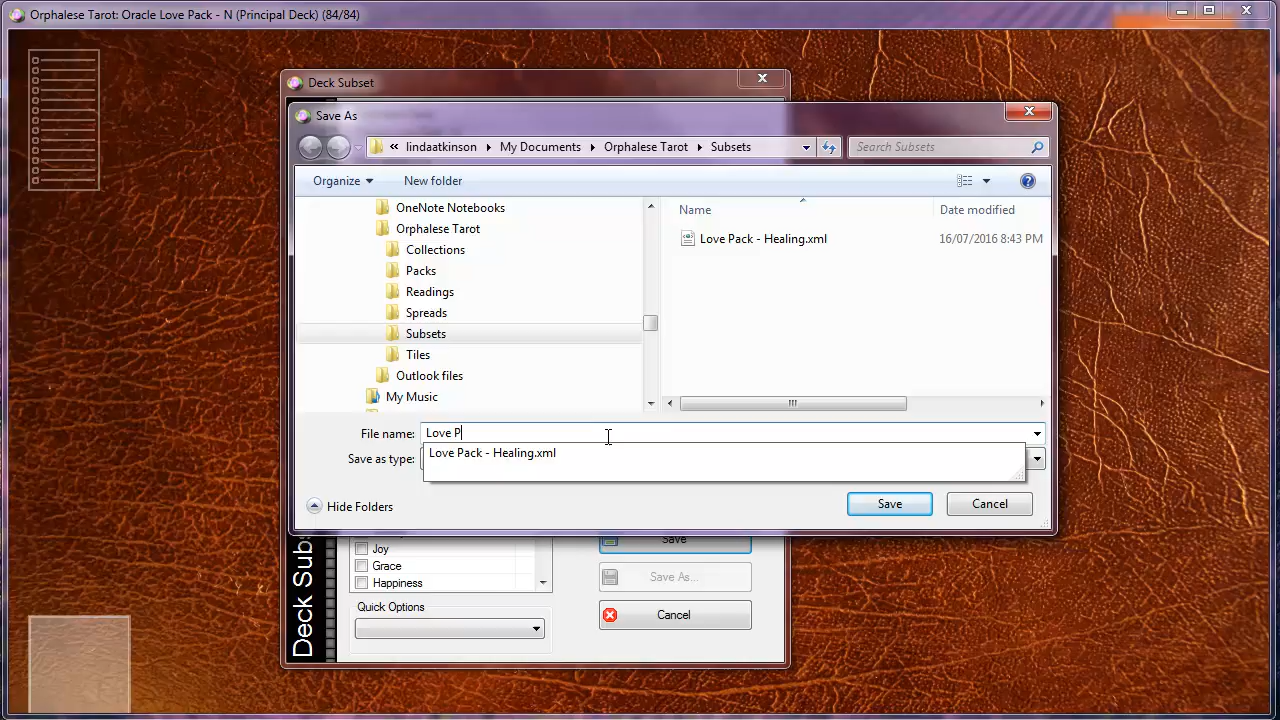 Orphalese Tarot: Oracle Love Pack - N (Principal Deck) (84/84)
Deck Subset
Save As
« lindaatkinson My Documents Orphalese Tarot Subsets
Search Subsets
Organize New folder
OneNote Notebooks
Orphalese Tarot
Collections
Packs
Readings
Spreads
Subsets
Tiles
Outlook files
My Music
Name Date modified
Love Pack - Healing.xml 16/07/2016 8:43 PM
File name: Love P
Love Pack - Healing.xml
Save as type:
Hide Folders
Save Cancel
Joy
Grace
Happiness
Quick Options
Save
Save As...
Cancel
Deck Subs